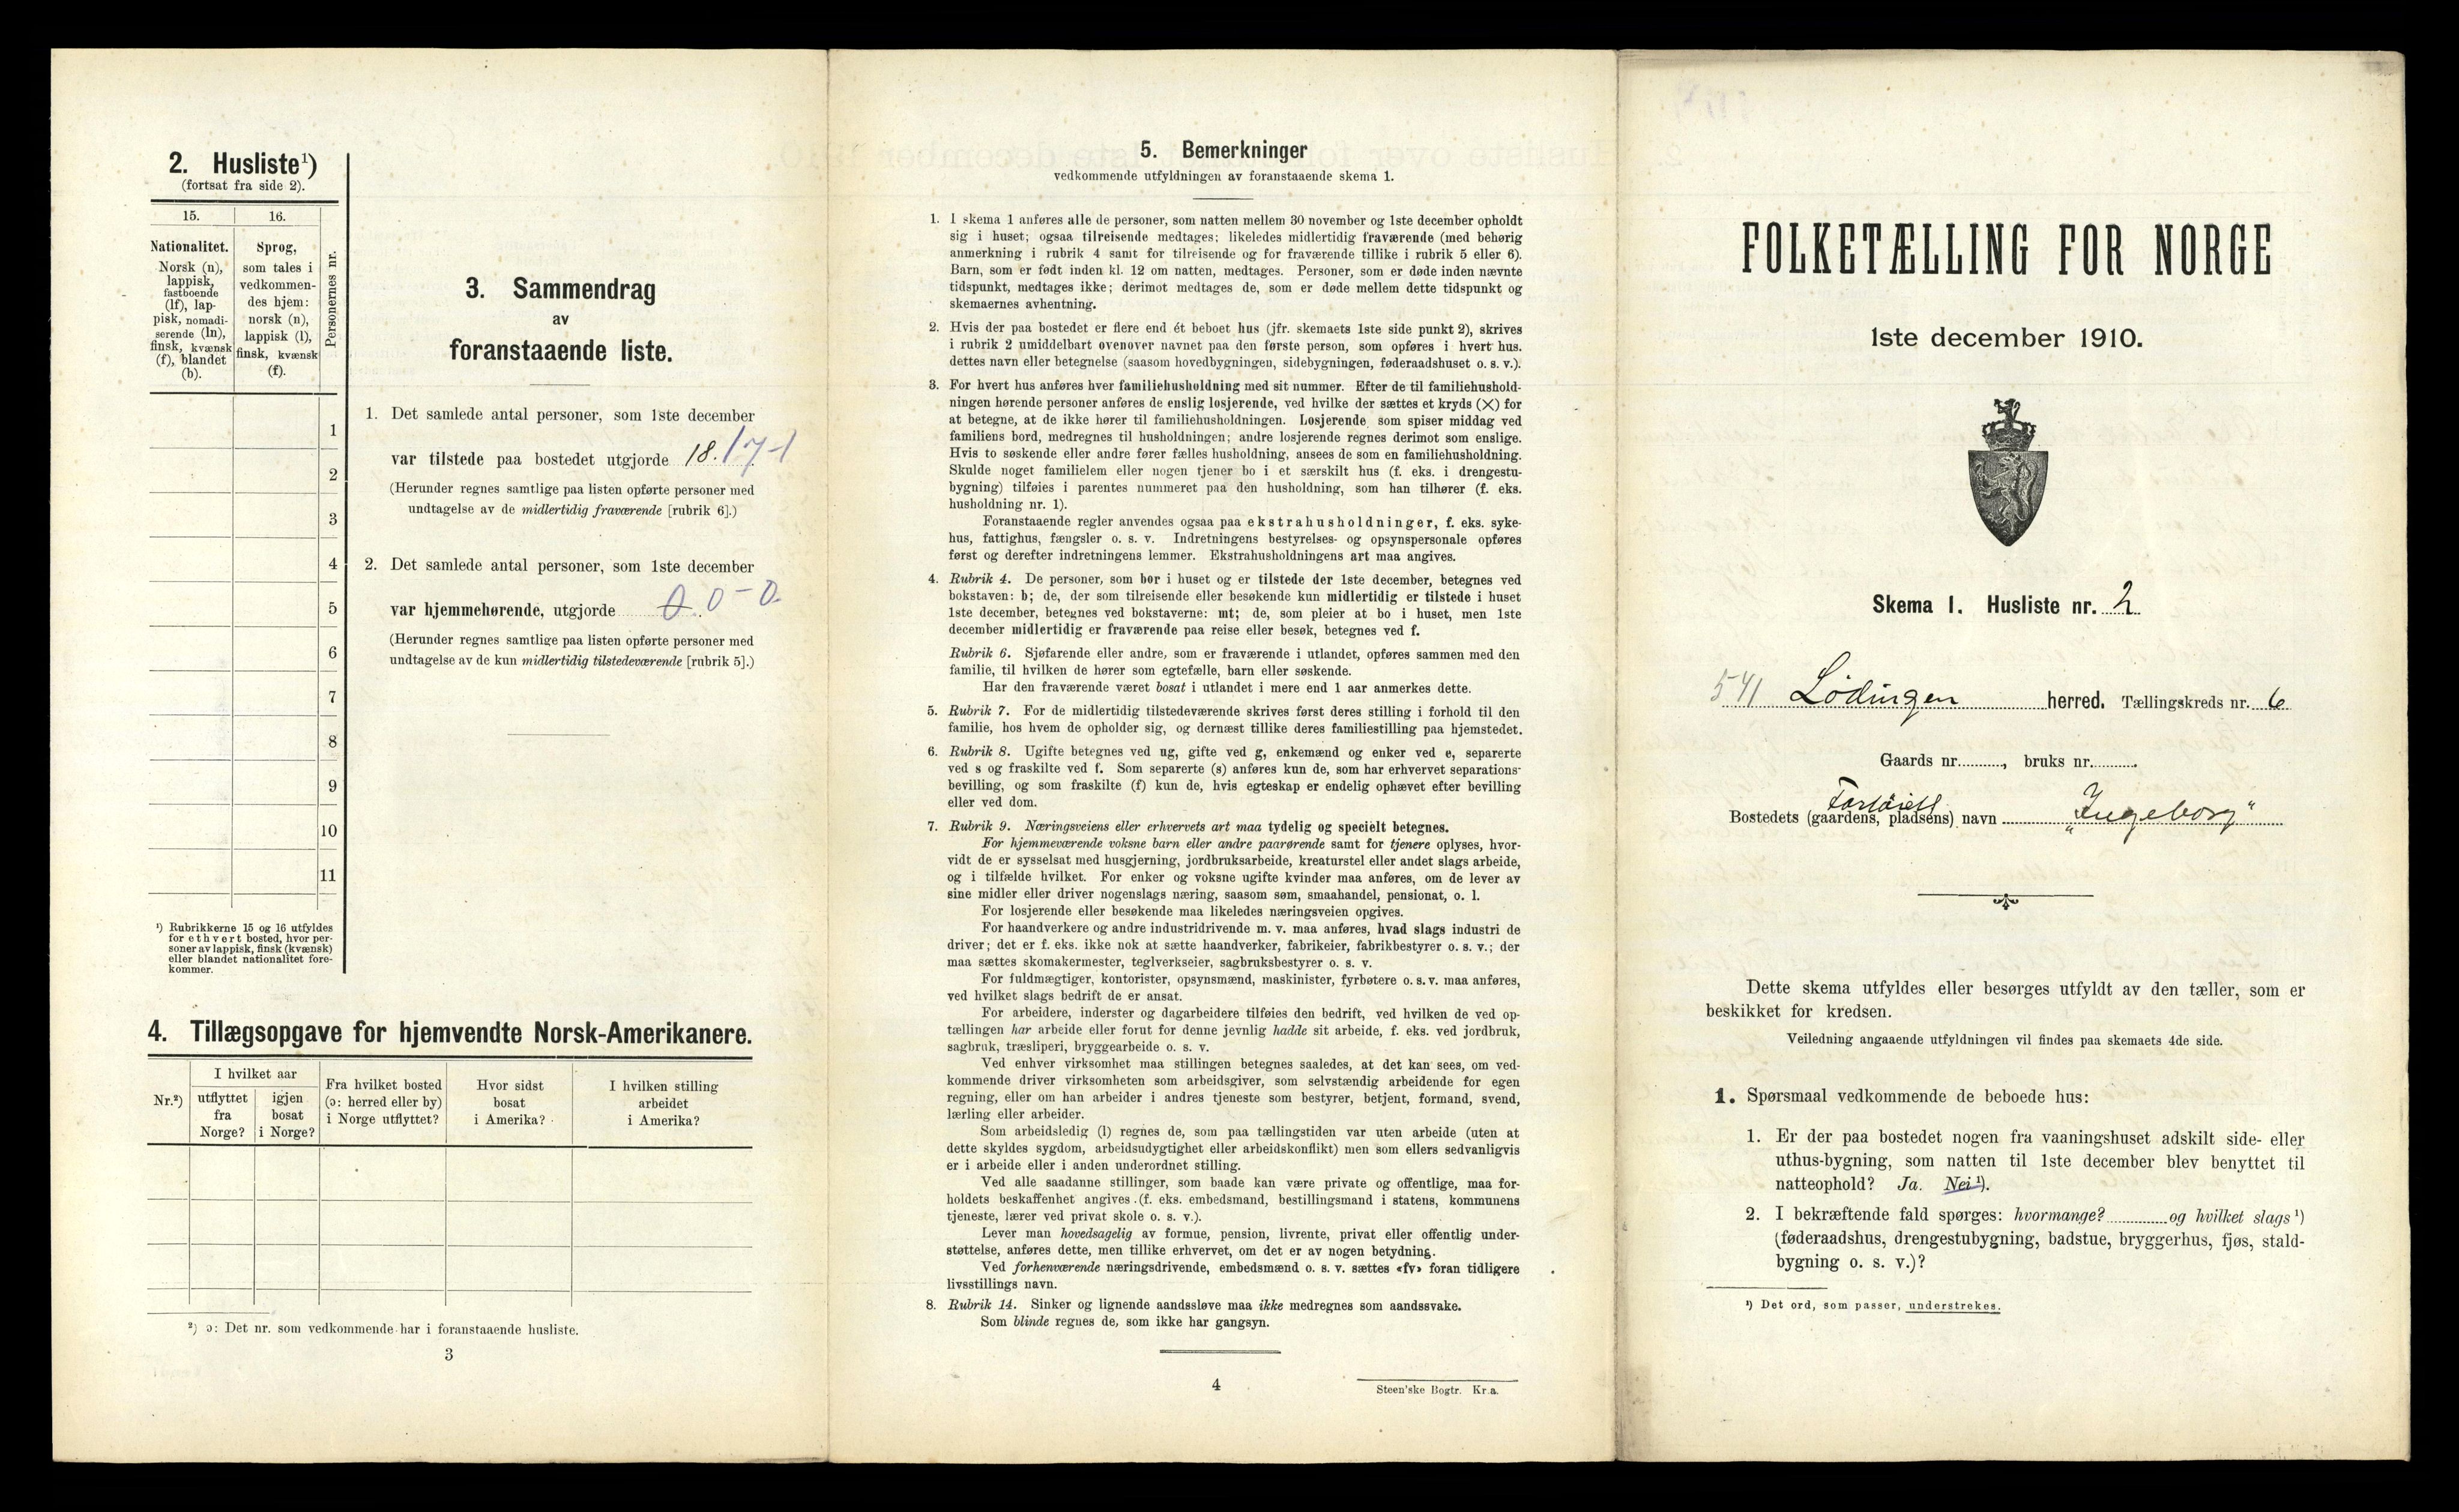 2. Husliste¹)
(fortsat fra side 2).
15.
16.
Personernes nr.
Nationalitet.
Norsk (n),
lappisk,
fastboende
(lf), lap-
pisk, nomadi-
serende (ln),
finsk, kvænsk
(f), blandet
(b).
Sprog,
som tales i
vedkommen-
des hjem:
norsk (n),
lappisk (l),
finsk, kvænsk
(f).
1
2
3
4
5
6
7
8
9
10
11
¹) Rubrikkerne 15 og 16 utfyldes
for ethvert bosted, hvor per-
soner av lappisk, finsk (kvænsk)
eller blandet nationalitet fore-
kommer.
3. Sammendrag
av
foranstaaende liste.
1. Det samlede antal personer, som 1ste december
var tilstede paa bostedet utgjorde 18. 17-1
(Herunder regnes samtlige paa listen opførte personer med
undtagelse av de midlertidig fraværende [rubrik 6].)
2. Det samlede antal personer, som 1ste december
var hjemmehørende, utgjorde 0 0-0
(Herunder regnes samtlige paa listen opførte personer med
undtagelse av de kun midlertidig tilstedeværende [rubrik 5].)
4. Tillægsopgave for hjemvendte Norsk-Amerikanere.
Nr.²)
I hvilket aar
utflyttet
fra
Norge?
igjen
bosat
i Norge?
Fra hvilket bosted
(ɔ: herred eller by)
i Norge utflyttet?
Hvor sidst
bosat
i Amerika?
I hvilken stilling
arbeidet
i Amerika?
²) ɔ: Det nr. som vedkommende har i foranstaaende husliste.
3
5. Bemerkninger
vedkommende utfyldningen av foranstaaende skema 1.
1. I skema 1 anføres alle de personer, som natten mellem 30 november og 1ste december opholdt
sig i huset; ogsaa tilreisende medtages; likeledes midlertidig fraværende (med behørig
anmerkning i rubrik 4 samt for tilreisende og for fraværende tillike i rubrik 5 eller 6).
Barn, som er født inden kl. 12 om natten, medtages. Personer, som er døde inden nævnte
tidspunkt, medtages ikke; derimot medtages de, som er døde mellem dette tidspunkt og
skemaernes avhentning.
2. Hvis der paa bostedet er flere end ét beboet hus (jfr. skemaets 1ste side punkt 2), skrives
i rubrik 2 umiddelbart ovenover navnet paa den første person, som opføres i hvert hus.
dettes navn eller betegnelse (saasom hovedbygningen, sidebygningen, føderaadshuset o. s. v.).
3. For hvert hus anføres hver familiehusholdning med sit nummer. Efter de til familiehushold-
ningen hørende personer anføres de enslig losjerende, ved hvilke der sættes et kryds (X) for
at betegne, at de ikke hører til familiehusholdningen. Losjerende som spiser middag ved
familiens bord, medregnes til husholdningen; andre losjerende regnes derimot som enslige.
Hvis to søskende eller andre fører fælles husholdning, ansees de som en familiehusholdning.
Skulde noget familielem eller nogen tjener bo i et særskilt hus (f. eks. i drengestu-
bygning) tilføies i parentes nummeret paa den husholdning, som han tilhører (f. eks.
husholdning nr. 1).
Foranstaaende regler anvendes ogsaa paa ekstrahusholdninger, f. eks. syke-
hus, fattighus, fængsler o. s. v. Indretningens bestyrelses- og opsynspersonale opføres
først og derefter indretningens lemmer. Ekstrahusholdningens art maa angives.
4. Rubrik 4. De personer, som bor i huset og er tilstede der 1ste december, betegnes ved
bokstaven: b; de, der som tilreisende eller besøkende kun midlertidig er tilstede i huset
1ste december, betegnes ved bokstaverne: mt; de, som pleier at bo i huset, men 1ste
december midlertidig er fraværende paa reise eller besøk, betegnes ved f.
Rubrik 6. Sjøfarende eller andre, som er fraværende i utlandet, opføres sammen med den
familie, til hvilken de hører som egtefælle, barn eller søskende.
Har den fraværende været bosat i utlandet i mere end 1 aar anmerkes dette.
5. Rubrik 7. For de midlertidig tilstedeværende skrives først deres stilling i forhold til den
familie, hos hvem de opholder sig, og dernæst tillike deres familiestilling paa hjemstedet.
6. Rubrik 8. Ugifte betegnes ved ug, gifte ved g, enkemænd og enker ved e, separerte
ved s og fraskilte ved f. Som separerte (s) anføres kun de, som har erhvervet separations-
bevilling, og som fraskilte (f) kun de, hvis egteskap er endelig ophævet efter bevilling
eller ved dom.
7. Rubrik 9. Næringsveiens eller erhvervets art maa tydelig og specielt betegnes.
For hjemmeværende voksne barn eller andre paarørende samt for tjenere oplyses, hvor-
vidt de er sysselsat med husgjerning, jordbruksarbeide, kreaturstel eller andet slags arbeide,
og i tilfælde hvilket. For enker og voksne ugifte kvinder maa anføres, om de lever av
sine midler eller driver nogenslags næring, saasom søm, smaahandel, pensionat, o. l.
For losjerende eller besøkende maa likeledes næringsveien opgives.
For haandverkere og andre industridrivende m. v. maa anføres, hvad slags industri de
driver; det er f. eks. ikke nok at sætte haandverker, fabrikeier, fabrikbestyrer o. s. v.; der
maa sættes skomakermester, teglverkseier, sagbruksbestyrer o. s. v.
For fuldmægtiger, kontorister, opsynsmænd, maskinister, fyrbøtere o. s. v. maa anføres,
ved hvilket slags bedrift de er ansat.
For arbeidere, inderster og dagarbeidere tilføies den bedrift, ved hvilken de ved op-
tællingen har arbeide eller forut for denne jevnlig hadde sit arbeide, f. eks. ved jordbruk,
sagbruk, træsliperi, bryggearbeide o. s. v.
Ved enhver virksomhet maa stillingen betegnes saaledes, at det kan sees, om ved-
kommende driver virksomheten som arbeidsgiver, som selvstændig arbeidende for egen
regning, eller om han arbeider i andres tjeneste som bestyrer, betjent, formand, svend,
lærling eller arbeider.
Som arbeidsledig (l) regnes de, som paa tællingstiden var uten arbeide (uten at
dette skyldes sygdom, arbeidsudygtighet eller arbeidskonflikt) men som ellers sedvanligvis
er i arbeide eller i anden underordnet stilling.
Ved alle saadanne stillinger, som baade kan være private og offentlige, maa for-
holdets beskaffenhet angives (f. eks. embedsmand, bestillingsmand i statens, kommunens
tjeneste, lærer ved privat skole o. s. v.).
Lever man hovedsagelig av formue, pension, livrente, privat eller offentlig under-
støttelse, anføres dette, men tillike erhvervet, om det er av nogen betydning.
Ved forhenværende næringsdrivende, embedsmænd o. s. v. sættes «fv» foran tidligere
livsstillings navn.
8. Rubrik 14. Sinker og lignende aandssløve maa ikke medregnes som aandssvake.
Som blinde regnes de, som ikke har gangsyn.
4
Steen'ske Bogtr. Kr.a.
FOLKETÆLLING FOR NORGE
1ste december 1910.
Skema 1. Husliste nr. 2
541 Lødingen herred. Tællingskreds nr. 6
Gaards nr. , bruks nr. .
Fartøiets
Bostedets (gaardens, pladsens) navn „Ingeborg"
Dette skema utfyldes eller besørges utfyldt av den tæller, som er
beskikket for kredsen.
Veiledning angaaende utfyldningen vil findes paa skemaets 4de side.
1. Spørsmaal vedkommende de beboede hus:
1. Er der paa bostedet nogen fra vaaningshuset adskilt side- eller
uthus-bygning, som natten til 1ste december blev benyttet til
natteophold? Ja. Nei¹).
2. I bekræftende fald spørges: hvormange? og hvilket slags¹)
(føderaadshus, drengestubygning, badstue, bryggerhus, fjøs, stald-
bygning o. s. v.)?
¹) Det ord, som passer, understrekes.